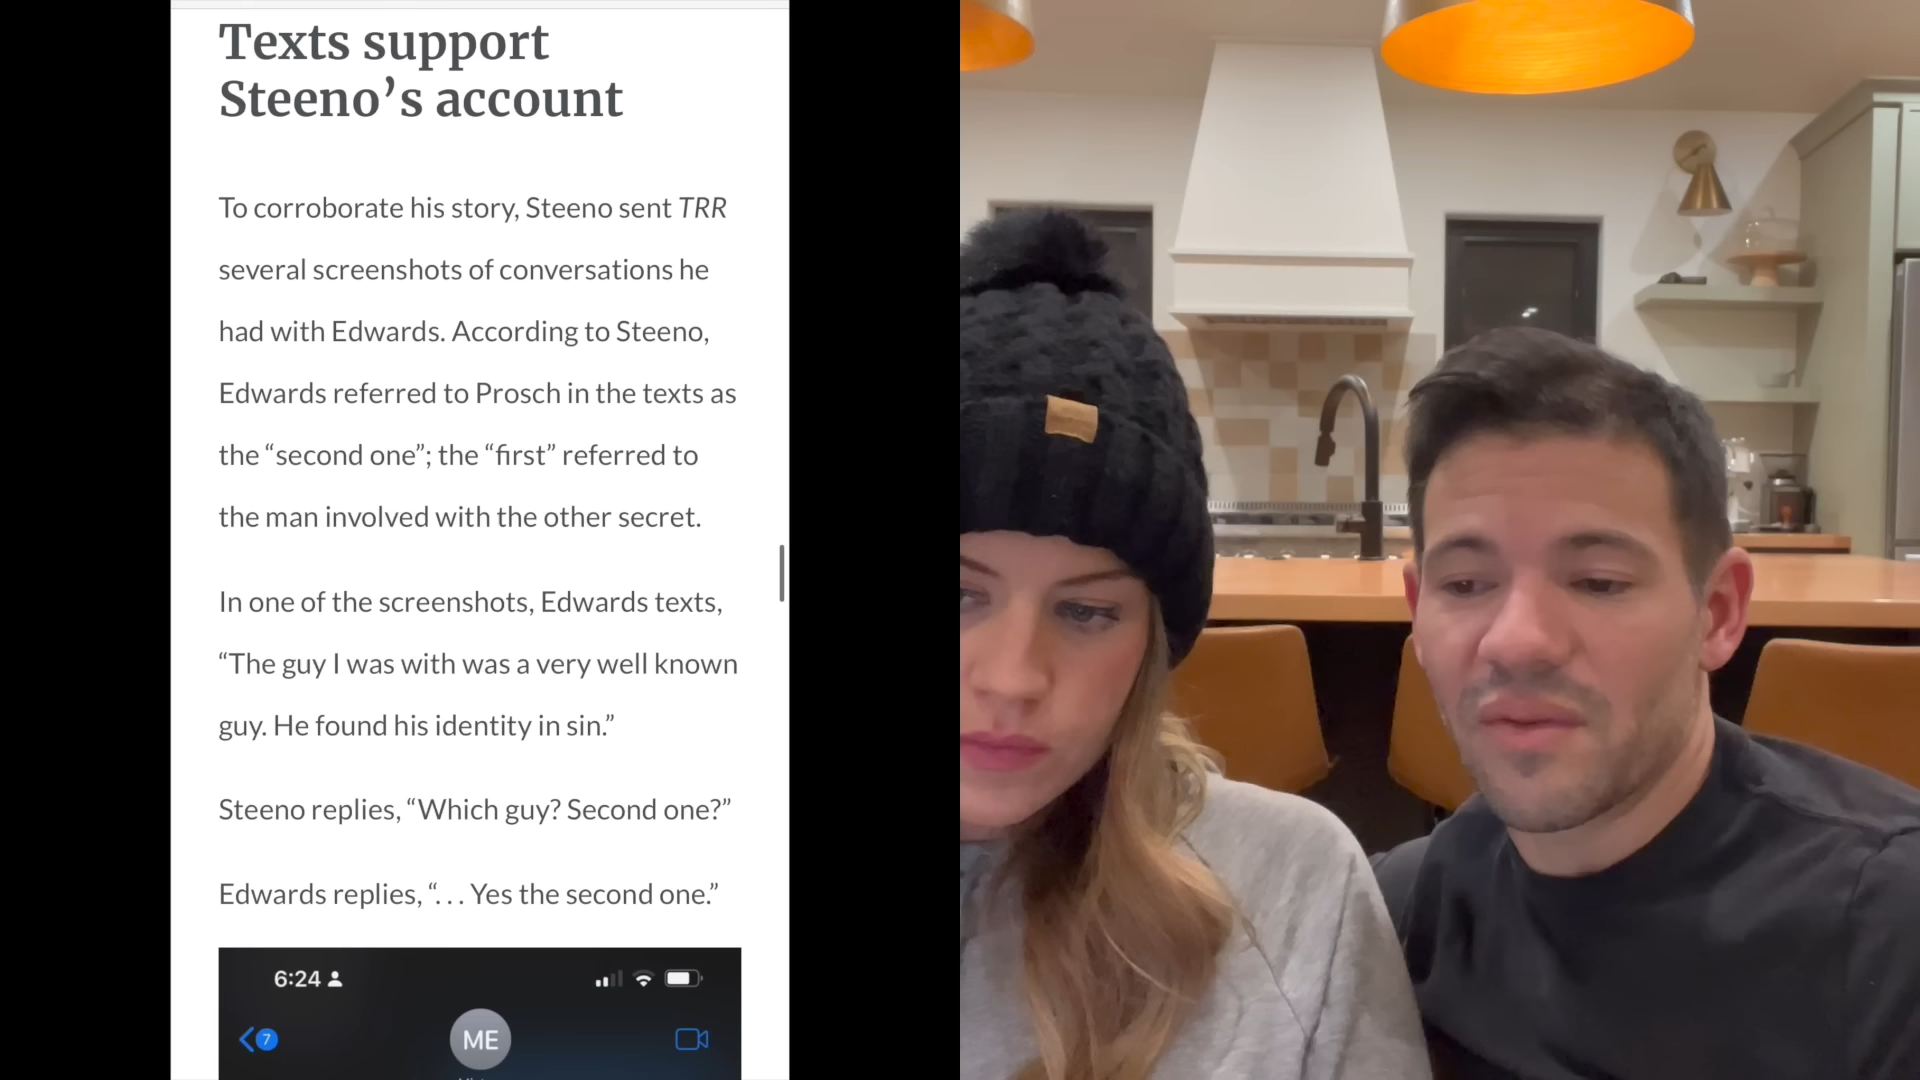 Texts support
Steeno’s account
To corroborate his story, Steeno sent TRR
several screenshots of conversations he
had with Edwards. According to Steeno,
Edwards referred to Prosch in the texts as
the “second one”; the “first” referred to
the man involved with the other secret.
In one of the screenshots, Edwards texts,
“The guy I was with was a very well known
guy. He found his identity in sin.”
Steeno replies, “Which guy? Second one?”
Edwards replies, “. . . Yes the second one.”
6:24
7
ME